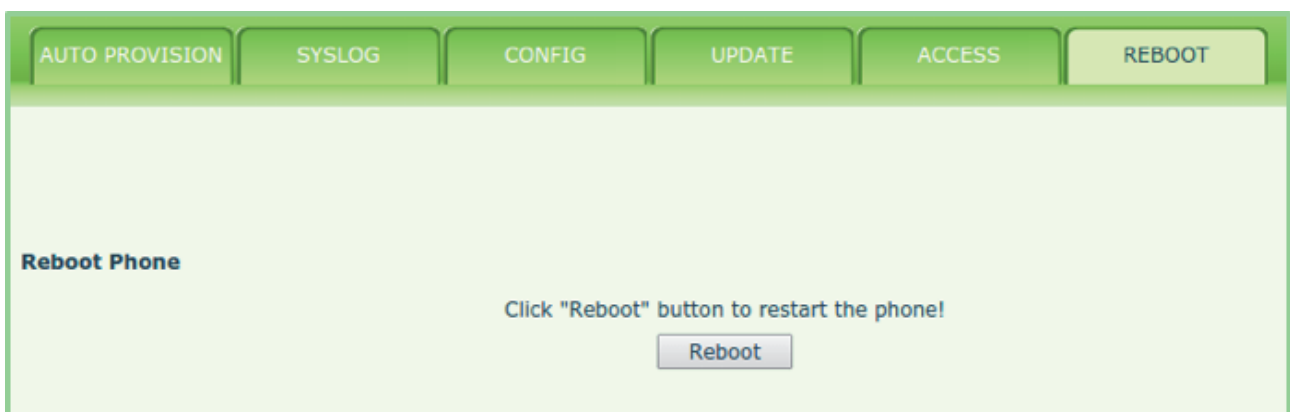 AUTO PROVISION SYSLOG CONFIG UPDATE ACCESS REBOOT
Reboot Phone
Click "Reboot" button to restart the phone!
Reboot